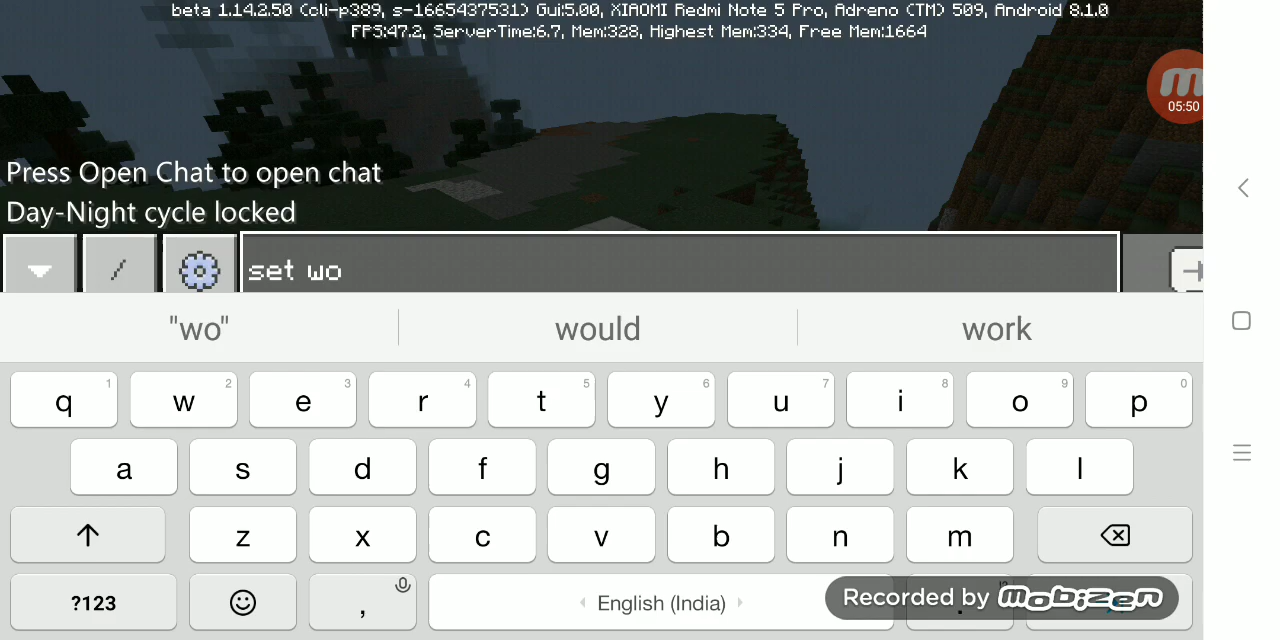 beta 1.14.2.50 (cli-p389, s-1665437531) Gui:5.00, XIAOMI Redmi Note 5 Pro, Adreno (TM) 509, Android 8.1.0
FPS:47.2, ServerTime:6.7, Mem:328, Highest Mem:334, Free Mem:1664
05:50
Press Open Chat to open chat
Day-Night cycle locked
/ set wo
"wo" would work
q 1 w 2 e 3 r 4 t 5 y 6 u 7 i 8 o 9 p 0
a s d f g h j k l
z x c v b n m
?123 , English (India) .
Recorded by mobizen